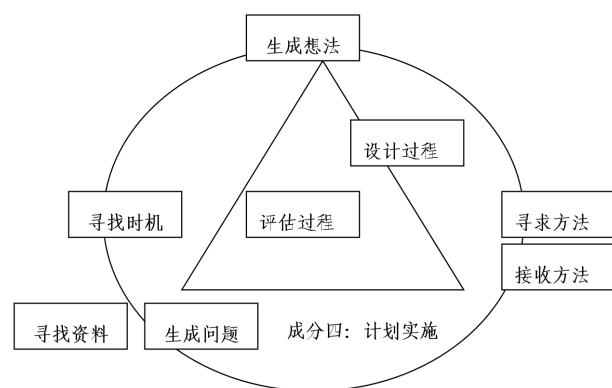 生成想法
设计过程
寻找时机
评估过程
寻求方法
接收方法
寻找资料
生成问题
成分四：计划实施